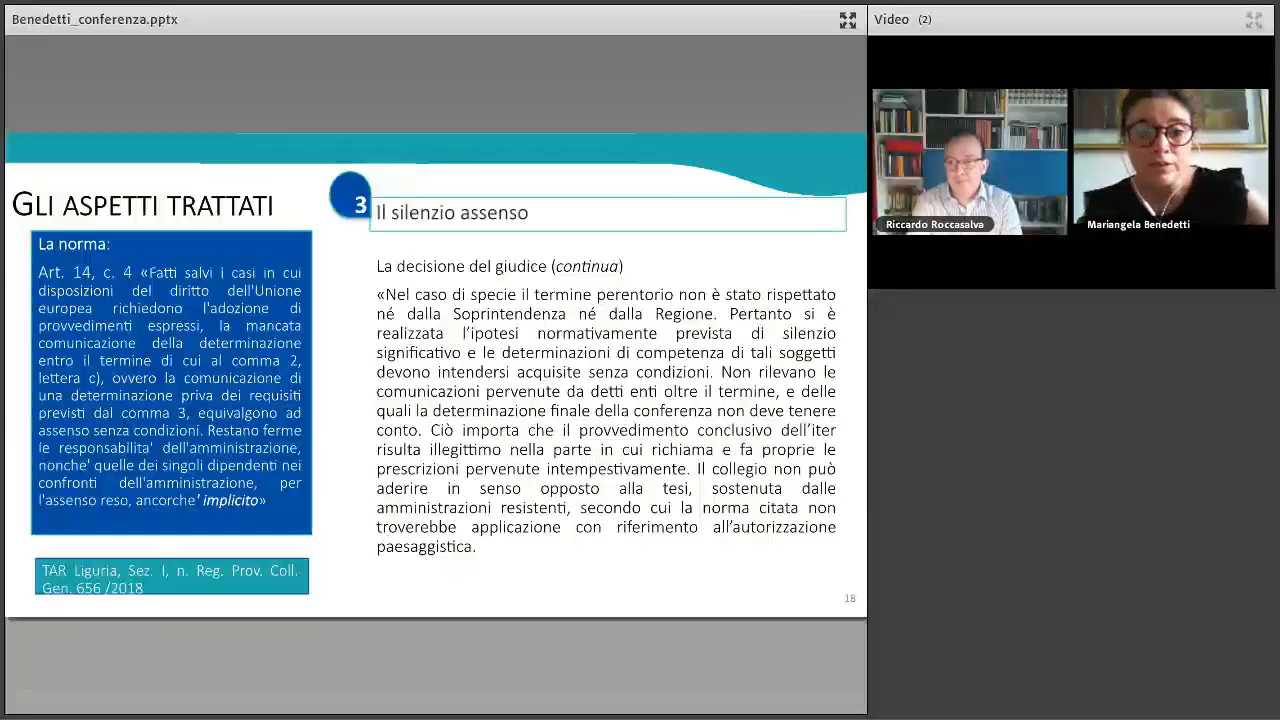 Benedetti_conferenza.pptx
Video (2)
GLI ASPETTI TRATTATI
3
Il silenzio assenso
La norma:
Art. 14, c. 4 «Fatti salvi i casi in cui
disposizioni del diritto dell'Unione
europea richiedono l'adozione di
provvedimenti espressi, la mancata
comunicazione della determinazione
entro il termine di cui al comma 2,
lettera c), ovvero la comunicazione di
una determinazione priva dei requisiti
previsti dal comma 3, equivalgono ad
assenso senza condizioni. Restano ferme
le responsabilita' dell'amministrazione,
nonche' quelle dei singoli dipendenti nei
confronti dell'amministrazione, per
l'assenso reso, ancorche' implicito»
TAR Liguria, Sez. I, n. Reg. Prov. Coll.
Gen. 656 /2018
La decisione del giudice (continua)
«Nel caso di specie il termine perentorio non è stato rispettato
né dalla Soprintendenza né dalla Regione. Pertanto si è
realizzata l'ipotesi normativamente prevista di silenzio
significativo e le determinazioni di competenza di tali soggetti
devono intendersi acquisite senza condizioni. Non rilevano le
comunicazioni pervenute da detti enti oltre il termine, e delle
quali la determinazione finale della conferenza non deve tenere
conto. Ciò importa che il provvedimento conclusivo dell'iter
risulta illegittimo nella parte in cui richiama e fa proprie le
prescrizioni pervenute intempestivamente. Il collegio non può
aderire in senso opposto alla tesi, sostenuta dalle
amministrazioni resistenti, secondo cui la norma citata non
troverebbe applicazione con riferimento all'autorizzazione
paesaggistica.
18
Riccardo Roccasalva
Mariangela Benedetti